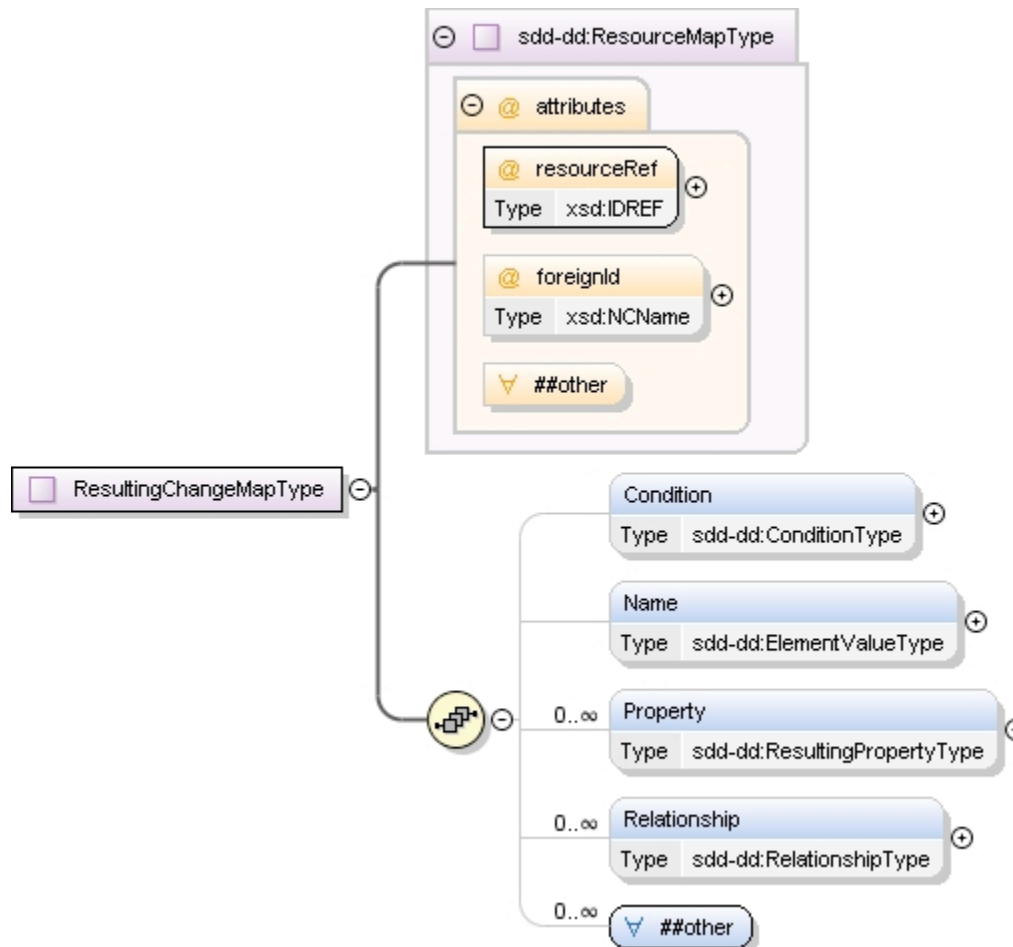 sdd-dd:ResourceMapType
@ attributes
@ resourceRef
Type xsd:IDREF
@ foreignId
Type xsd:NCName
∀ ##other
ResultingChangeMapType
Condition
Type sdd-dd:ConditionType
Name
Type sdd-dd:ElementValueType
0..∞ Property
Type sdd-dd:ResultingPropertyType
0..∞ Relationship
Type sdd-dd:RelationshipType
0..∞ ∀ ##other